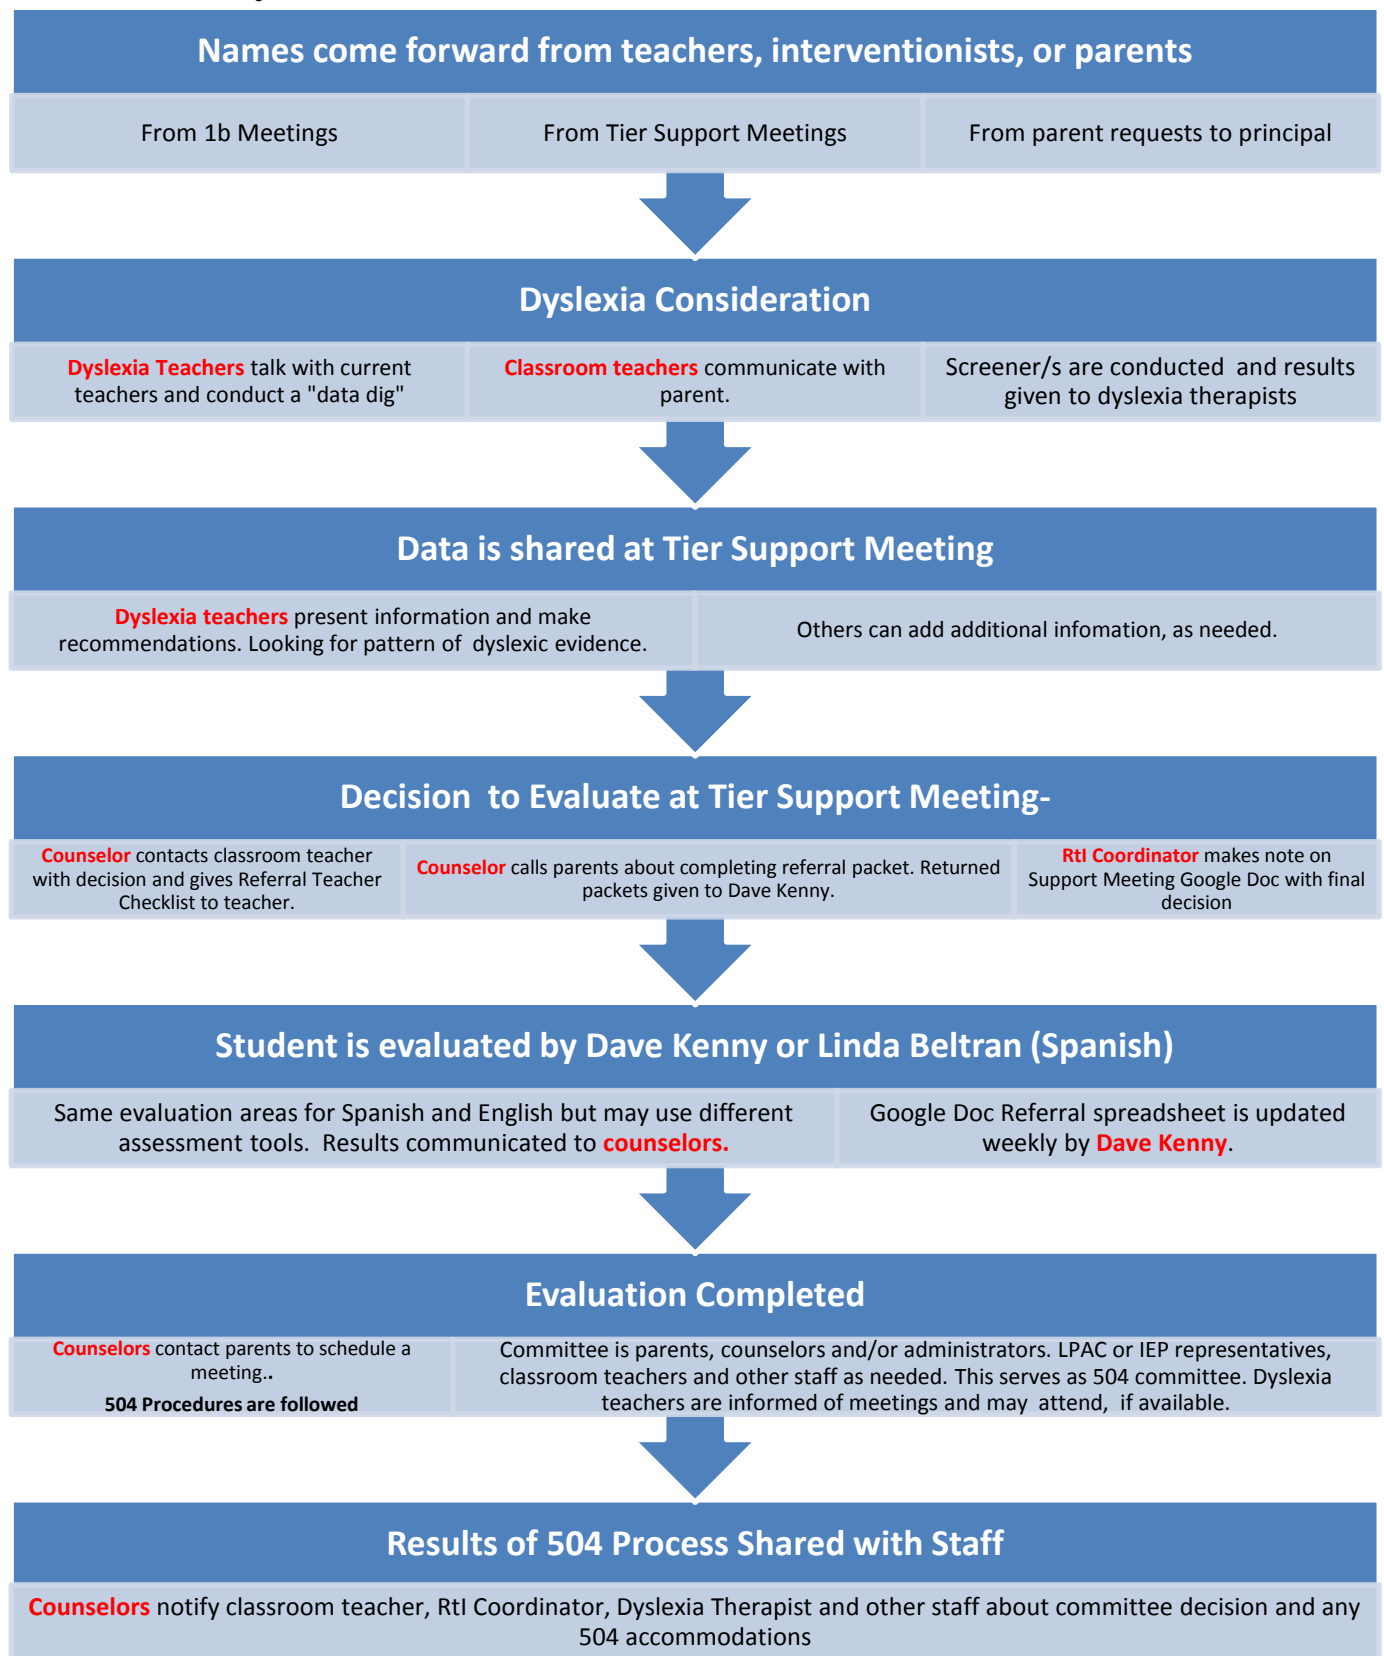 Names come forward from teachers, interventionists, or parents
From 1b Meetings
From Tier Support Meetings
From parent requests to principal
Dyslexia Consideration
Dyslexia Teachers talk with current
teachers and conduct a "data dig"
Classroom teachers communicate with
parent.
Screener/s are conducted and results
given to dyslexia therapists
Data is shared at Tier Support Meeting
Dyslexia teachers present information and make
recommendations. Looking for pattern of dyslexic evidence.
Others can add additional infomation, as needed.
Decision to Evaluate at Tier Support Meeting-
Counselor contacts classroom teacher
with decision and gives Referral Teacher
Checklist to teacher.
Counselor calls parents about completing referral packet. Returned
packets given to Dave Kenny.
RtI Coordinator makes note on
Support Meeting Google Doc with final
decision
Student is evaluated by Dave Kenny or Linda Beltran (Spanish)
Same evaluation areas for Spanish and English but may use different
assessment tools. Results communicated to counselors.
Google Doc Referral spreadsheet is updated
weekly by Dave Kenny.
Evaluation Completed
Counselors contact parents to schedule a
meeting..
504 Procedures are followed
Committee is parents, counselors and/or administrators. LPAC or IEP representatives,
classroom teachers and other staff as needed. This serves as 504 committee. Dyslexia
teachers are informed of meetings and may attend, if available.
Results of 504 Process Shared with Staff
Counselors notify classroom teacher, RtI Coordinator, Dyslexia Therapist and other staff about committee decision and any
504 accommodations